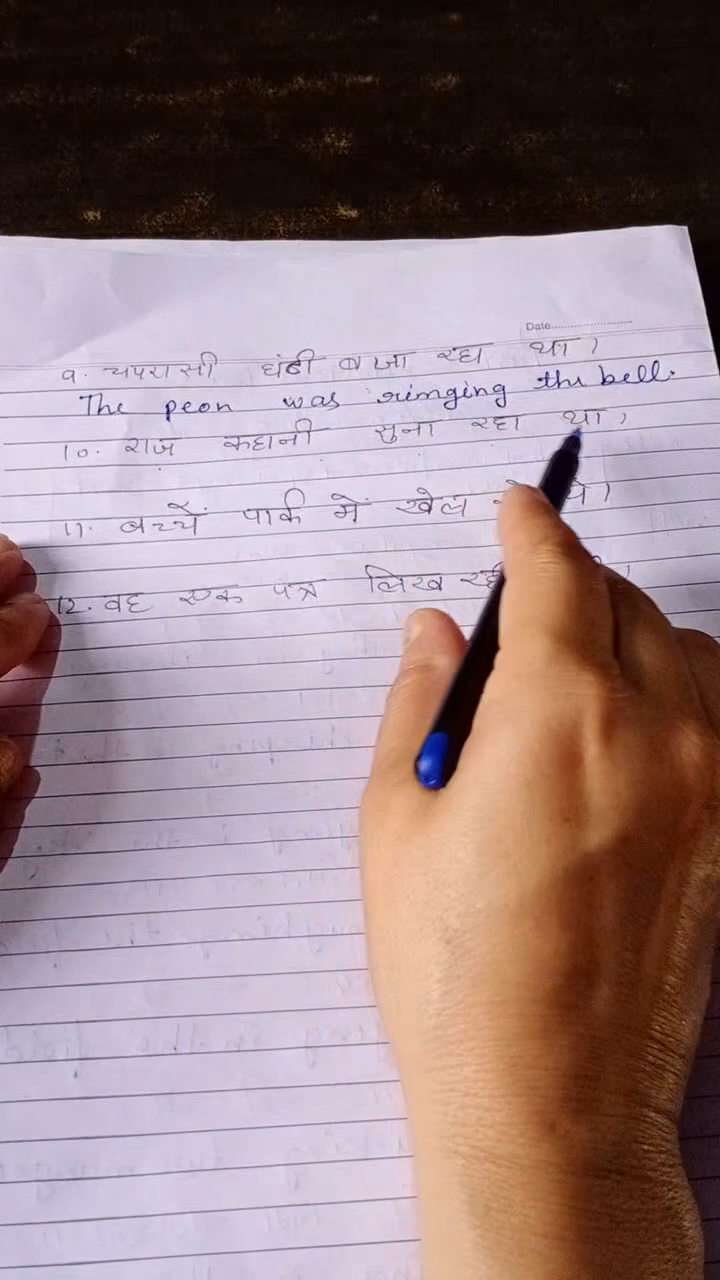 Date
9. चपरासी घंटी बजा रहा था।
The peon was ringing the bell.
10. राज कहानी सुना रहा था।
11. बच्चें पार्क में खेल
12. वह एक पत्र लिख